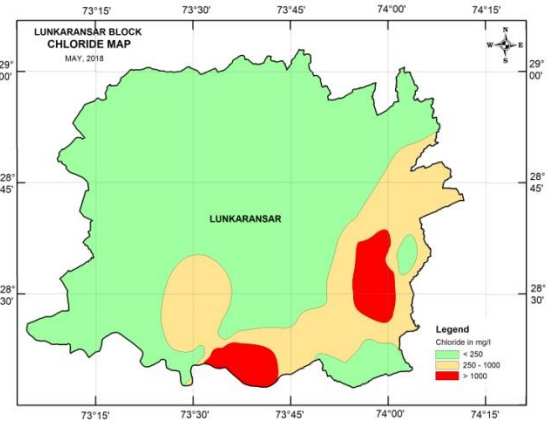 73°15' 73°30' 73°45' 74°00' 74°15'
LUNKARANSAR BLOCK
CHLORIDE MAP
MAY, 2018
N
W E
S
29°
00'
29°
00'
28°
45'
28°
45'
LUNKARANSAR
28°
30'
28°
30'
Legend
Chloride in mg/l
< 250
250 - 1000
> 1000
73°15' 73°30' 73°45' 74°00' 74°15'